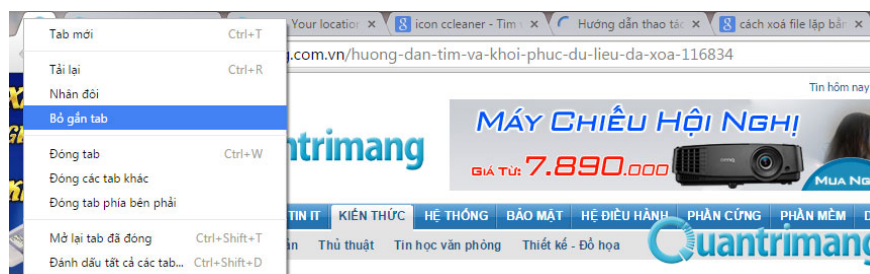 Your location
icon ccleaner - Tìm
Hướng dẫn thao tác
cách xoá file lặp bằn
Tab mới Ctrl+T
Tải lại Ctrl+R
Nhân đôi
Bỏ gắn tab
Đóng tab Ctrl+W
Đóng các tab khác
Đóng tab phía bên phải
Mở lại tab đã đóng Ctrl+Shift+T
Đánh dấu tất cả các tab... Ctrl+Shift+D
g.com.vn/huong-dan-tim-va-khoi-phuc-du-lieu-da-xoa-116834
Tin hôm nay
ntrimang
MÁY CHIẾU HỘI NGHỊ
GIÁ TỪ: 7.890.000
MUA NG
TIN IT KIẾN THỨC HỆ THỐNG BẢO MẬT HỆ ĐIỀU HÀNH PHẦN CỨNG PHẦN MỀM
Thủ thuật Tin học văn phòng Thiết kế - Đồ họa
Quantrimang